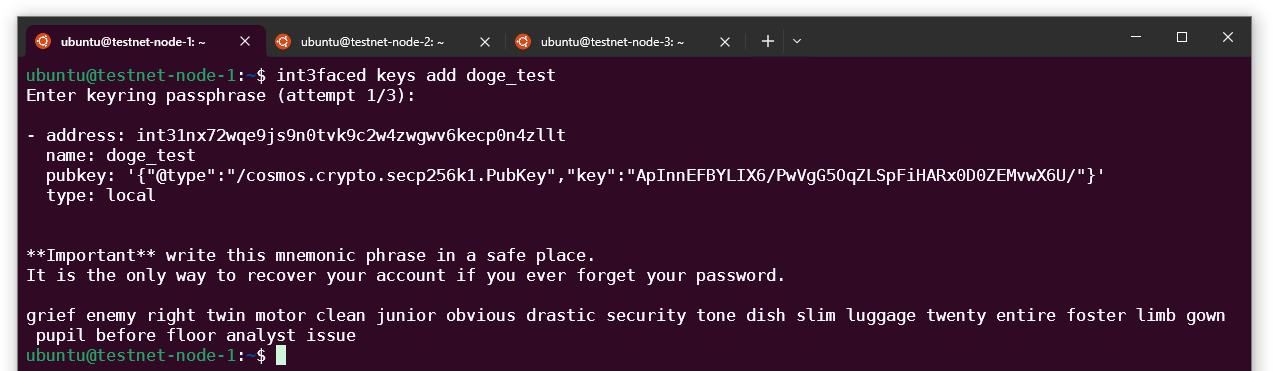 ubuntu@testnet-node-1: ~ ubuntu@testnet-node-2: ~ ubuntu@testnet-node-3: ~
ubuntu@testnet-node-1:~$ int3faced keys add doge_test
Enter keyring passphrase (attempt 1/3):
- address: int31nx72wqe9js9n0tvk9c2w4zwgwv6kecp0n4zllt
name: doge_test
pubkey: '{"@type":"/cosmos.crypto.secp256k1.PubKey","key":"ApInnEFBYLIX6/PwVgG5OqZLSpFiHARx0D0ZEMvwX6U/"}'
type: local
**Important** write this mnemonic phrase in a safe place.
It is the only way to recover your account if you ever forget your password.
grief enemy right twin motor clean junior obvious drastic security tone dish slim luggage twenty entire foster limb gown
pupil before floor analyst issue
ubuntu@testnet-node-1:~$